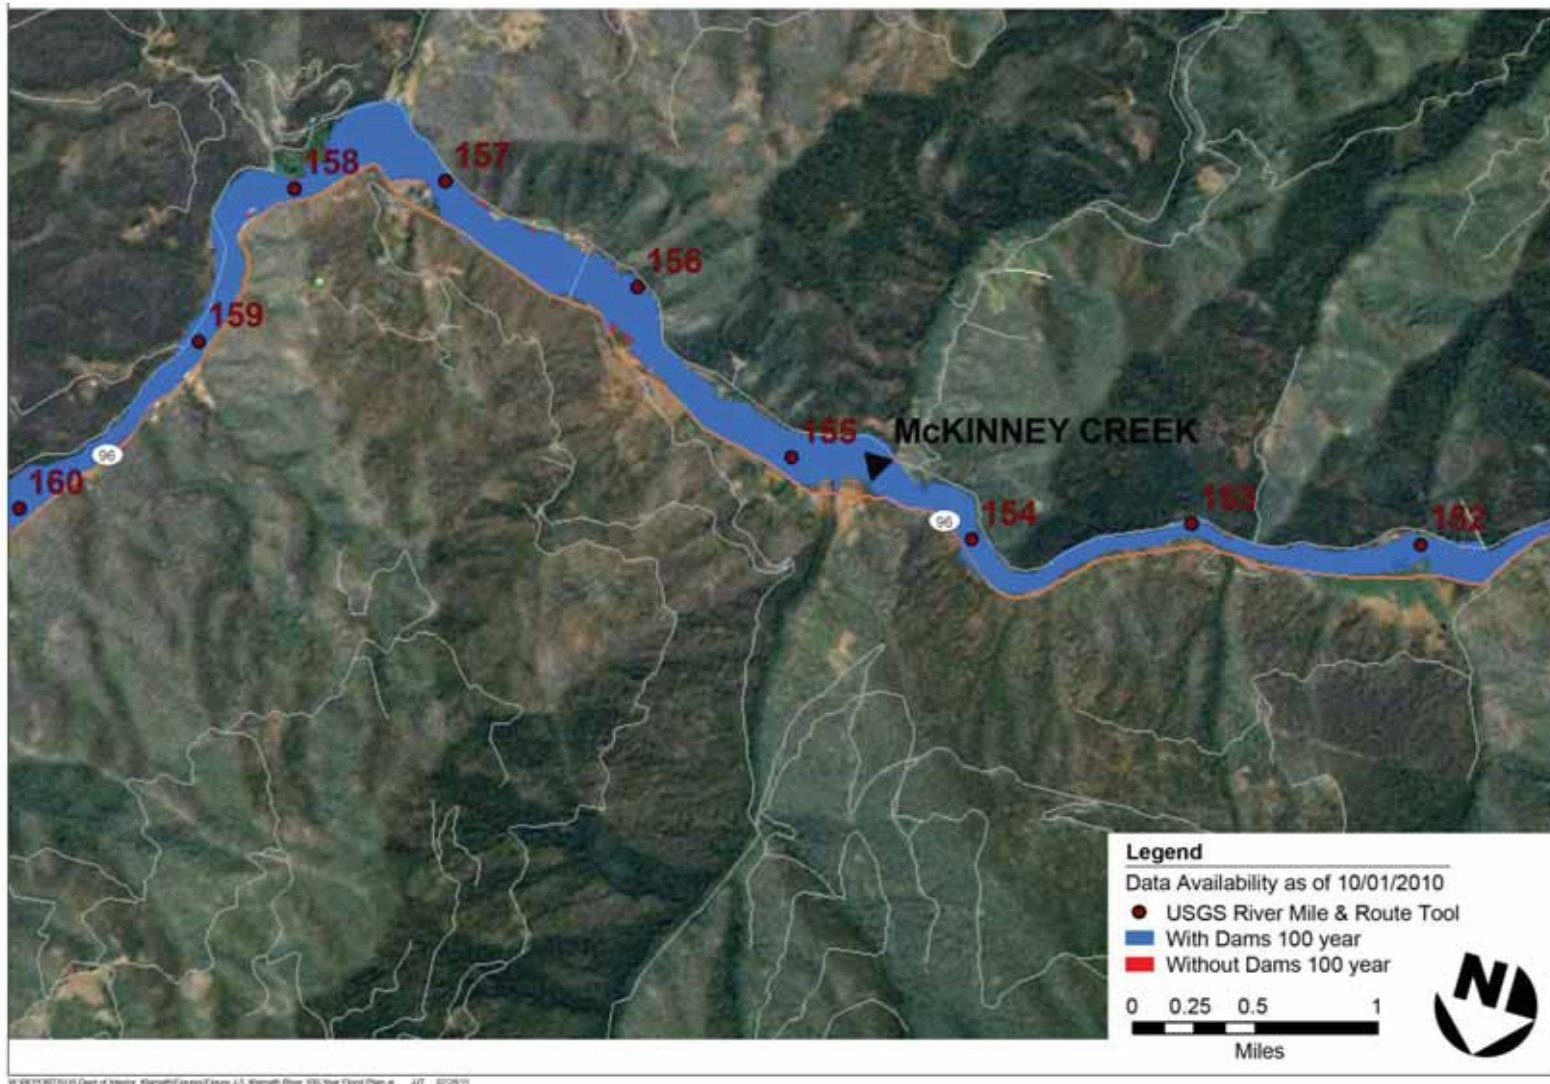 158
157
156
159
155
McKINNEY CREEK
96
160
96
154
153
152
Legend
Data Availability as of 10/01/2010
USGS River Mile & Route Tool
With Dams 100 year
Without Dams 100 year
N
0 0.25 0.5 1
Miles